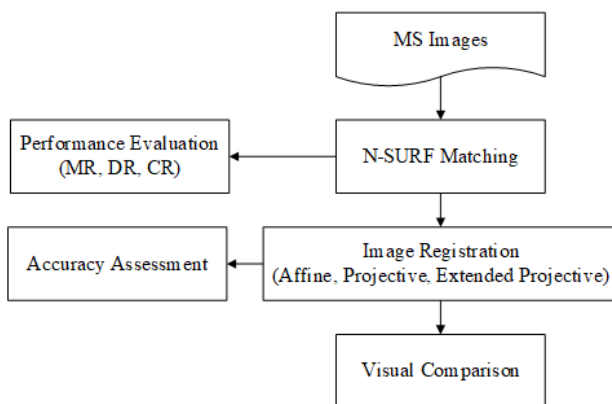 MS Images
Performance Evaluation
(MR, DR, CR)
N-SURF Matching
Accuracy Assessment
Image Registration
(Affine, Projective, Extended Projective)
Visual Comparison